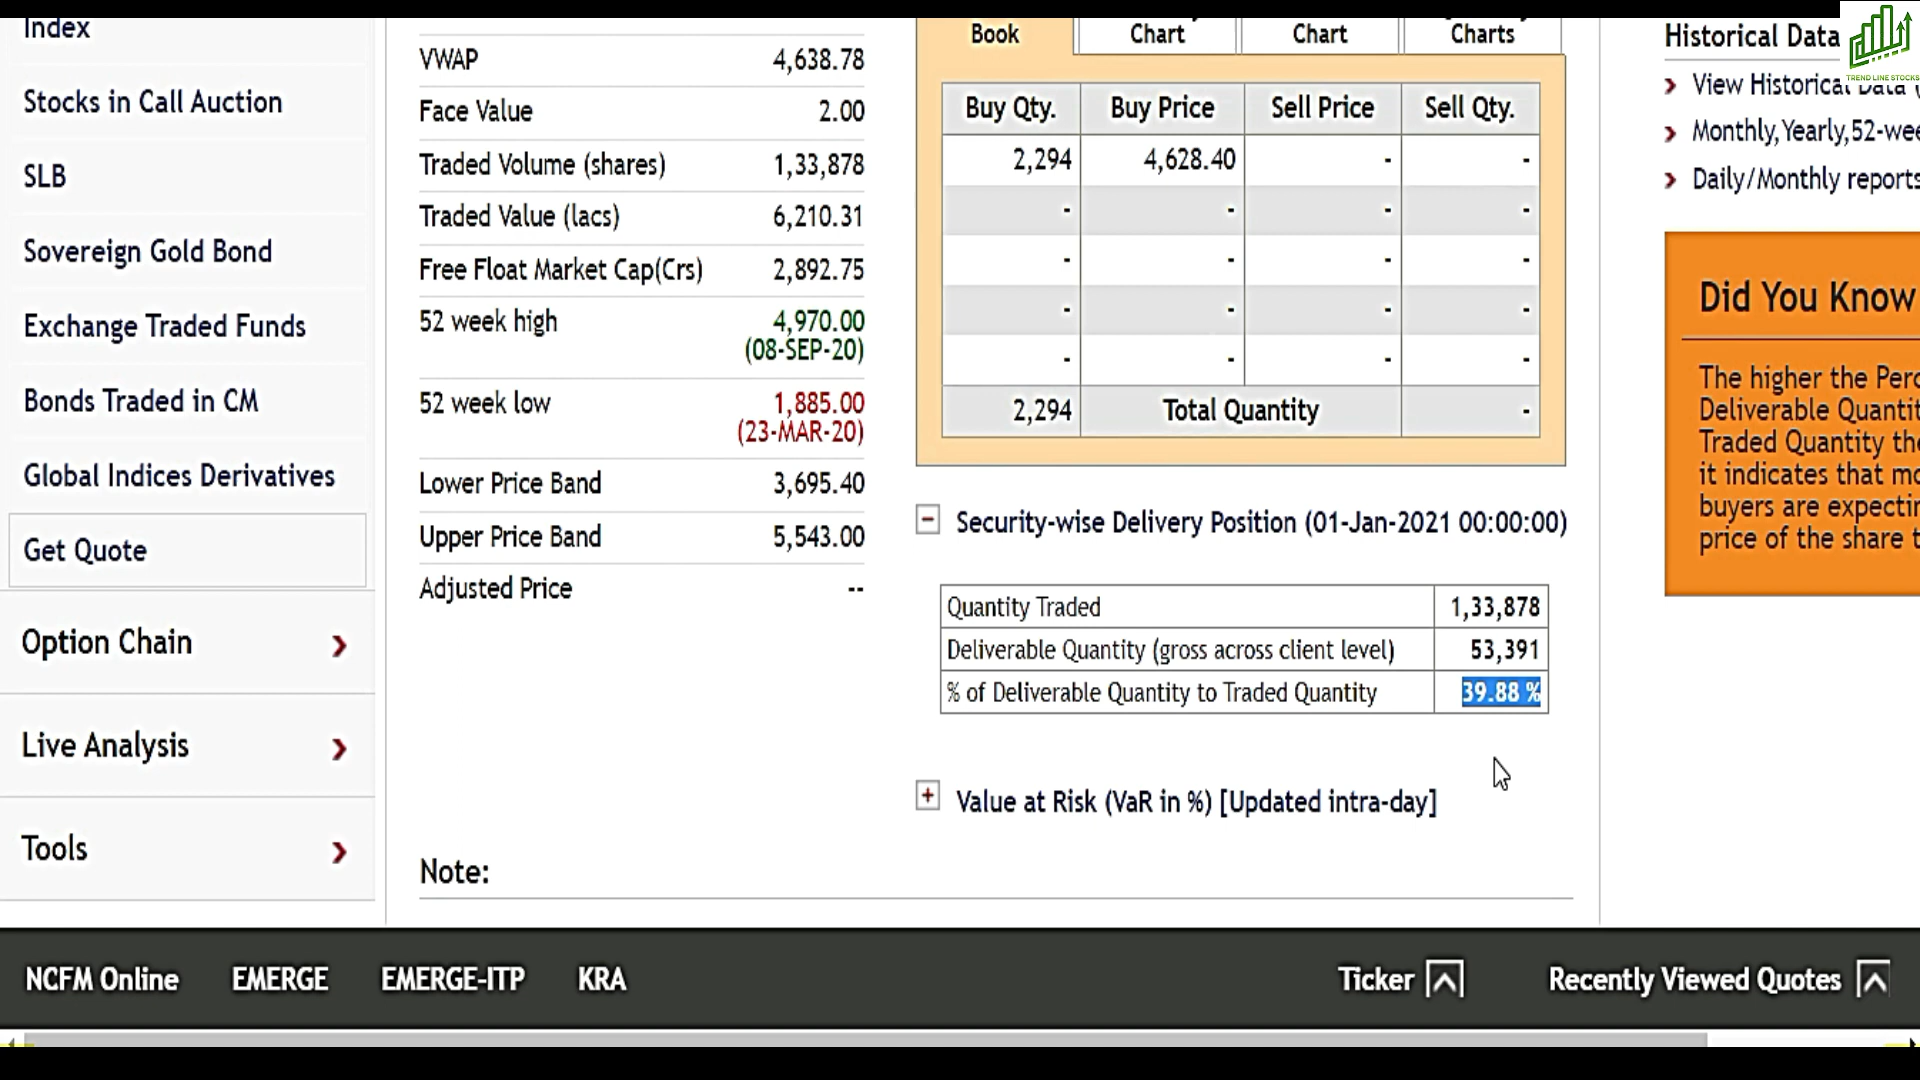 Index
Stocks in Call Auction
SLB
Sovereign Gold Bond
Exchange Traded Funds
Bonds Traded in CM
Global Indices Derivatives
Get Quote
Option Chain
Live Analysis
Tools
VWAP 4,638.78
Face Value 2.00
Traded Volume (shares) 1,33,878
Traded Value (lacs) 6,210.31
Free Float Market Cap(Crs) 2,892.75
52 week high 4,970.00
(08-SEP-20)
52 week low 1,885.00
(23-MAR-20)
Lower Price Band 3,695.40
Upper Price Band 5,543.00
Adjusted Price --
Book Chart Chart Charts
Buy Qty. Buy Price Sell Price Sell Qty.
2,294 4,628.40 - -
- - - -
- - - -
- - - -
- - - -
2,294 Total Quantity -
Security-wise Delivery Position (01-Jan-2021 00:00:00)
Quantity Traded 1,33,878
Deliverable Quantity (gross across client level) 53,391
% of Deliverable Quantity to Traded Quantity 39.88 %
Value at Risk (VaR in %) [Updated intra-day]
Note:
Historical Data
View Historical Data (
Monthly,Yearly,52-wee
Daily/Monthly reports
TREND LINE STOCKS
Did You Know
The higher the Perc
Deliverable Quantit
Traded Quantity the
it indicates that mo
buyers are expectin
price of the share t
NCFM Online EMERGE EMERGE-ITP KRA Ticker Recently Viewed Quotes